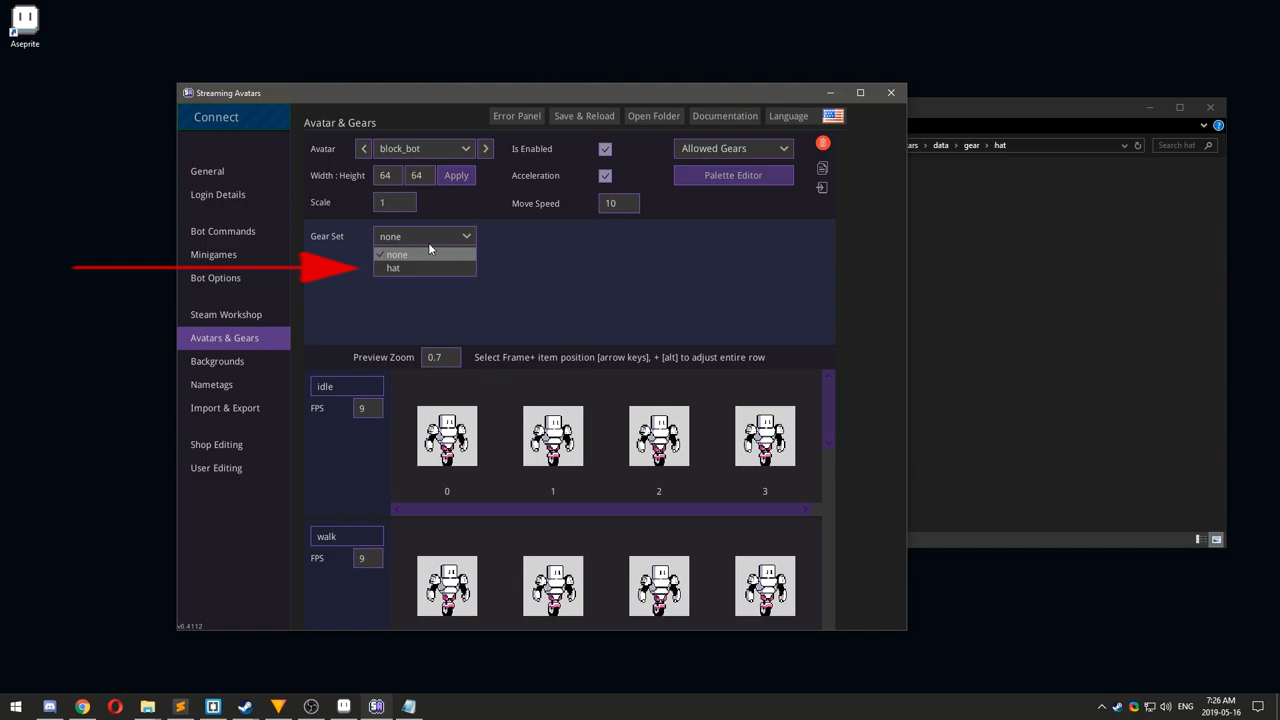 Aseprite
Streaming Avatars
Connect
General
Login Details
Bot Commands
Minigames
Bot Options
Steam Workshop
Avatars & Gears
Backgrounds
Nametags
Import & Export
Shop Editing
User Editing
v6.4112
Error Panel
Save & Reload
Open Folder
Documentation
Language
Avatar & Gears
Avatar
block_bot
Is Enabled
Allowed Gears
Width : Height
64
64
Apply
Acceleration
Palette Editor
Scale
1
Move Speed
10
Gear Set
none
none
hat
Preview Zoom
0.7
Select Frame+ item position [arrow keys], + [alt] to adjust entire row
idle
FPS
9
0
1
2
3
walk
FPS
9
data
gear
hat
Search hat
ENG
7:26 AM
2019-05-16